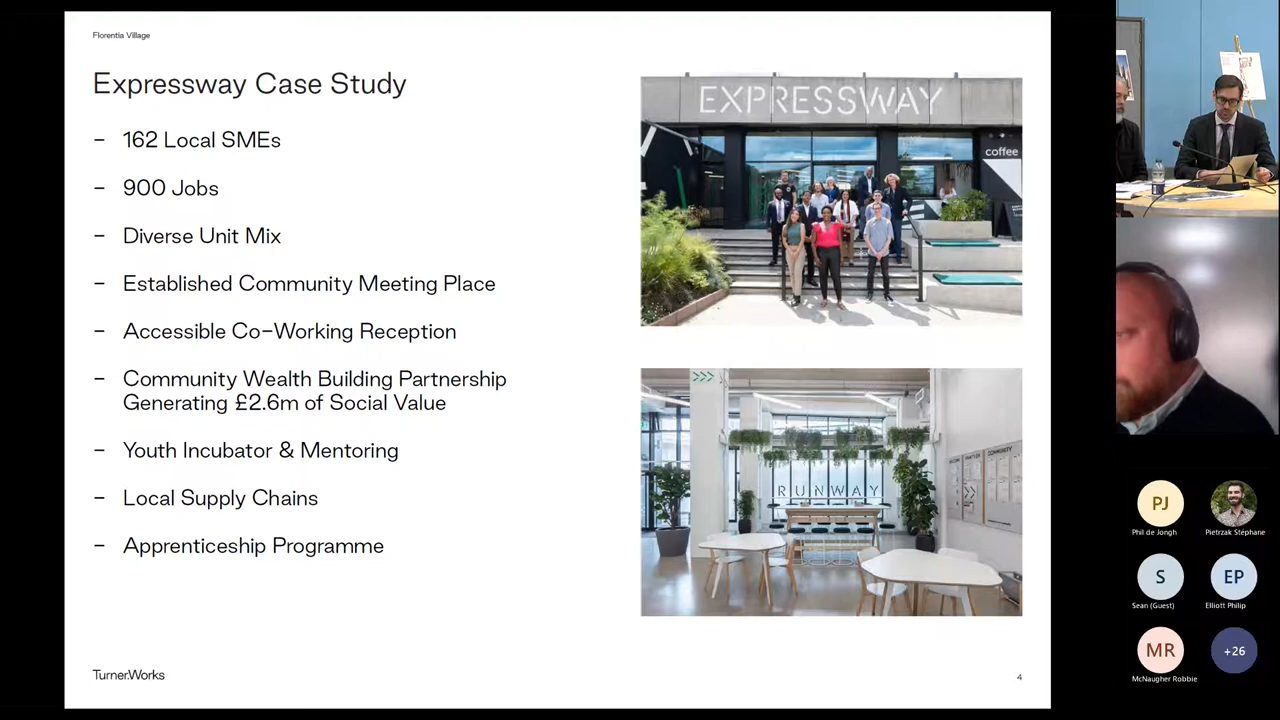 Florentia Village
Expressway Case Study
– 162 Local SMEs
– 900 Jobs
– Diverse Unit Mix
– Established Community Meeting Place
– Accessible Co-Working Reception
– Community Wealth Building Partnership
Generating £2.6m of Social Value
– Youth Incubator & Mentoring
– Local Supply Chains
– Apprenticeship Programme
TurnerWorks
4
EXPRESSWAY
coffee
RUNWAY
COMMUNITY
PJ
Phil de Jongh
Pietrzak Stéphane
S
Sean (Guest)
EP
Elliott Philip
MR
McNaugher Robbie
+26